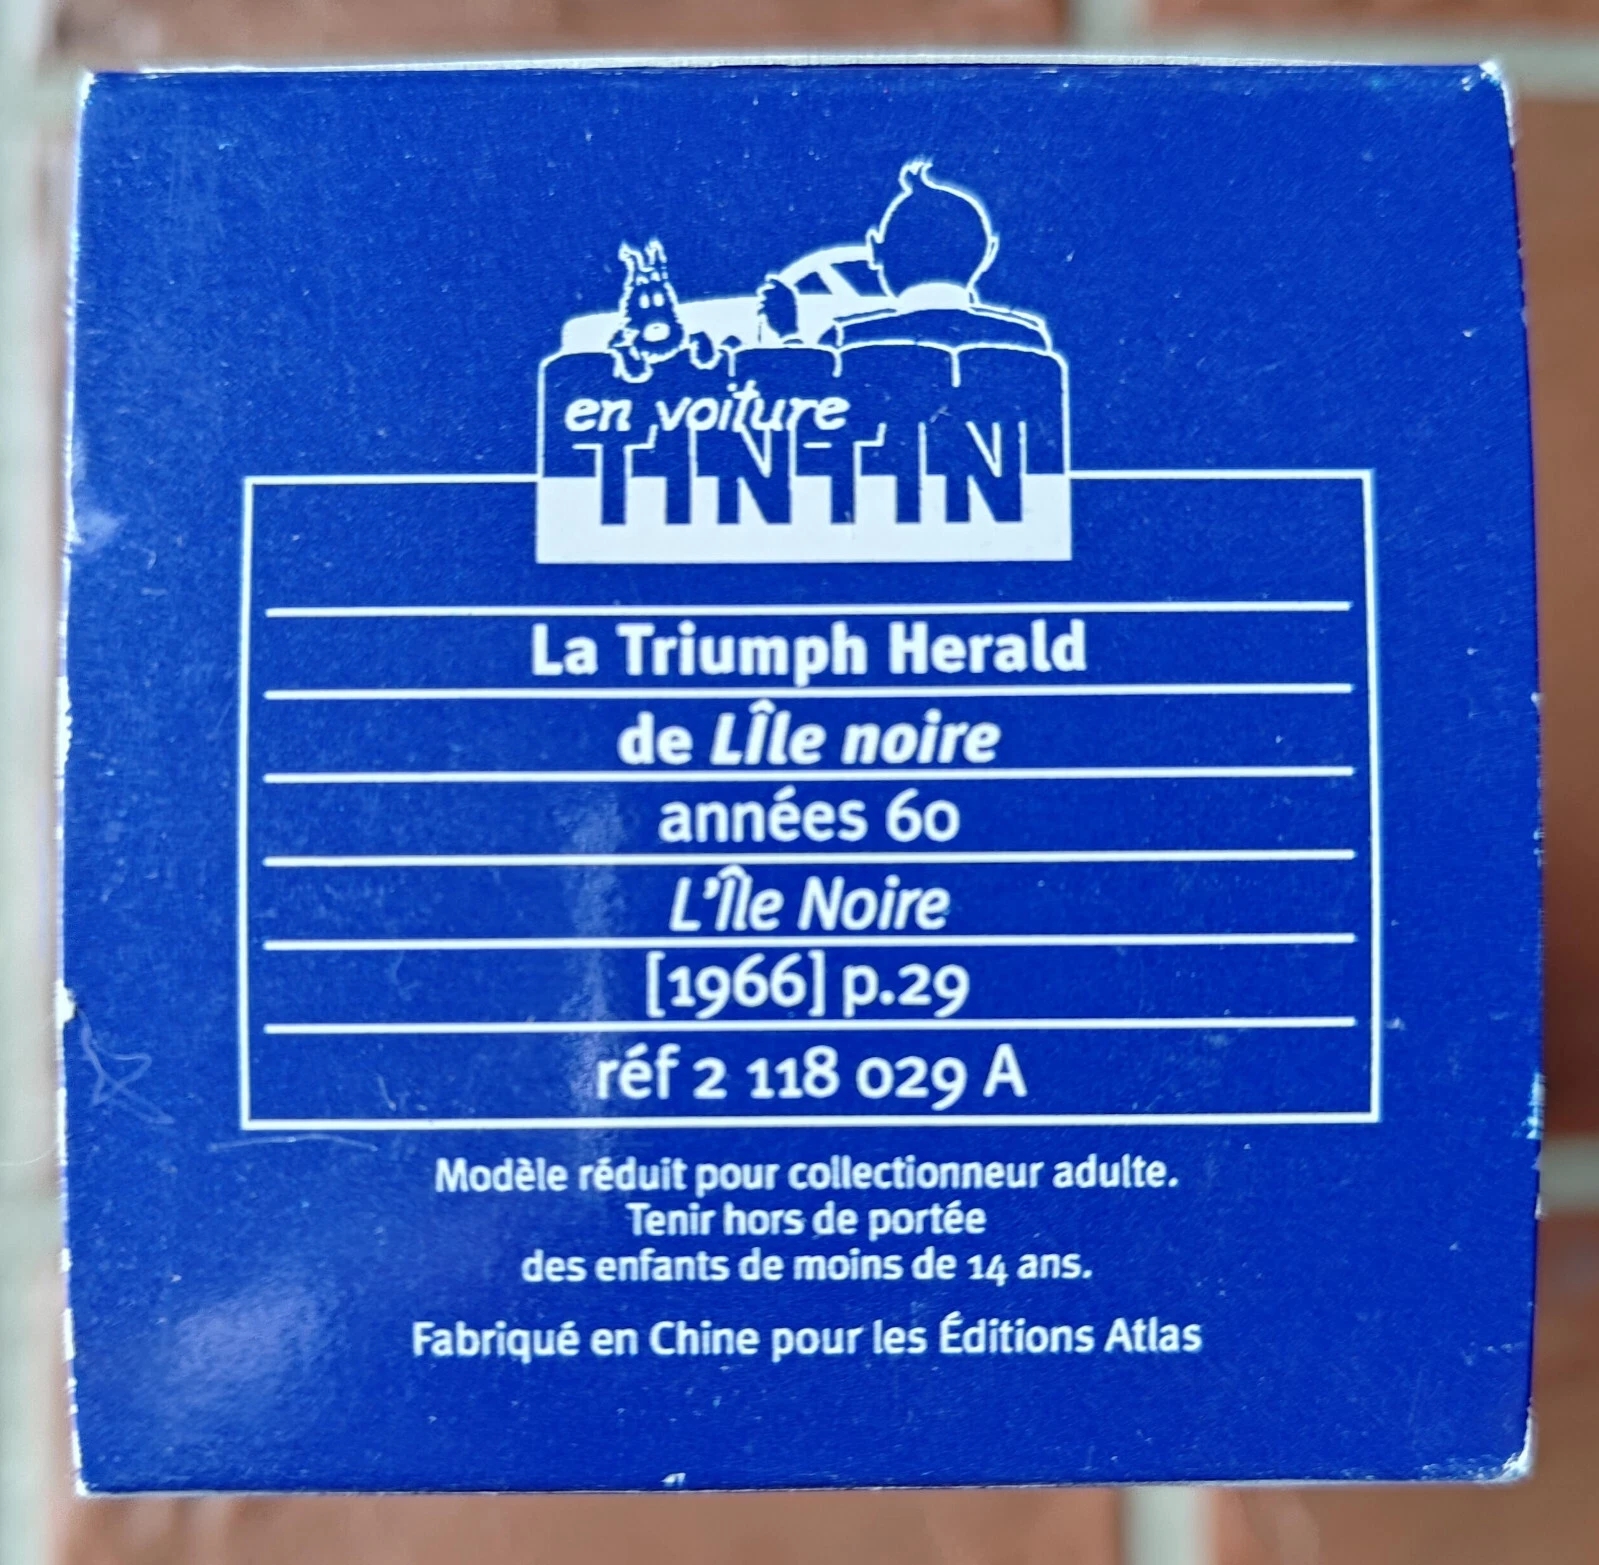 en voiture
TINTIN
La Triumph Herald
de LÎle noire
années 60
L'Île Noire
[1966] p.29
réf 2 118 029 A
Modèle réduit pour collectionneur adulte.
Tenir hors de portée
des enfants de moins de 14 ans.
Fabriqué en Chine pour les Éditions Atlas